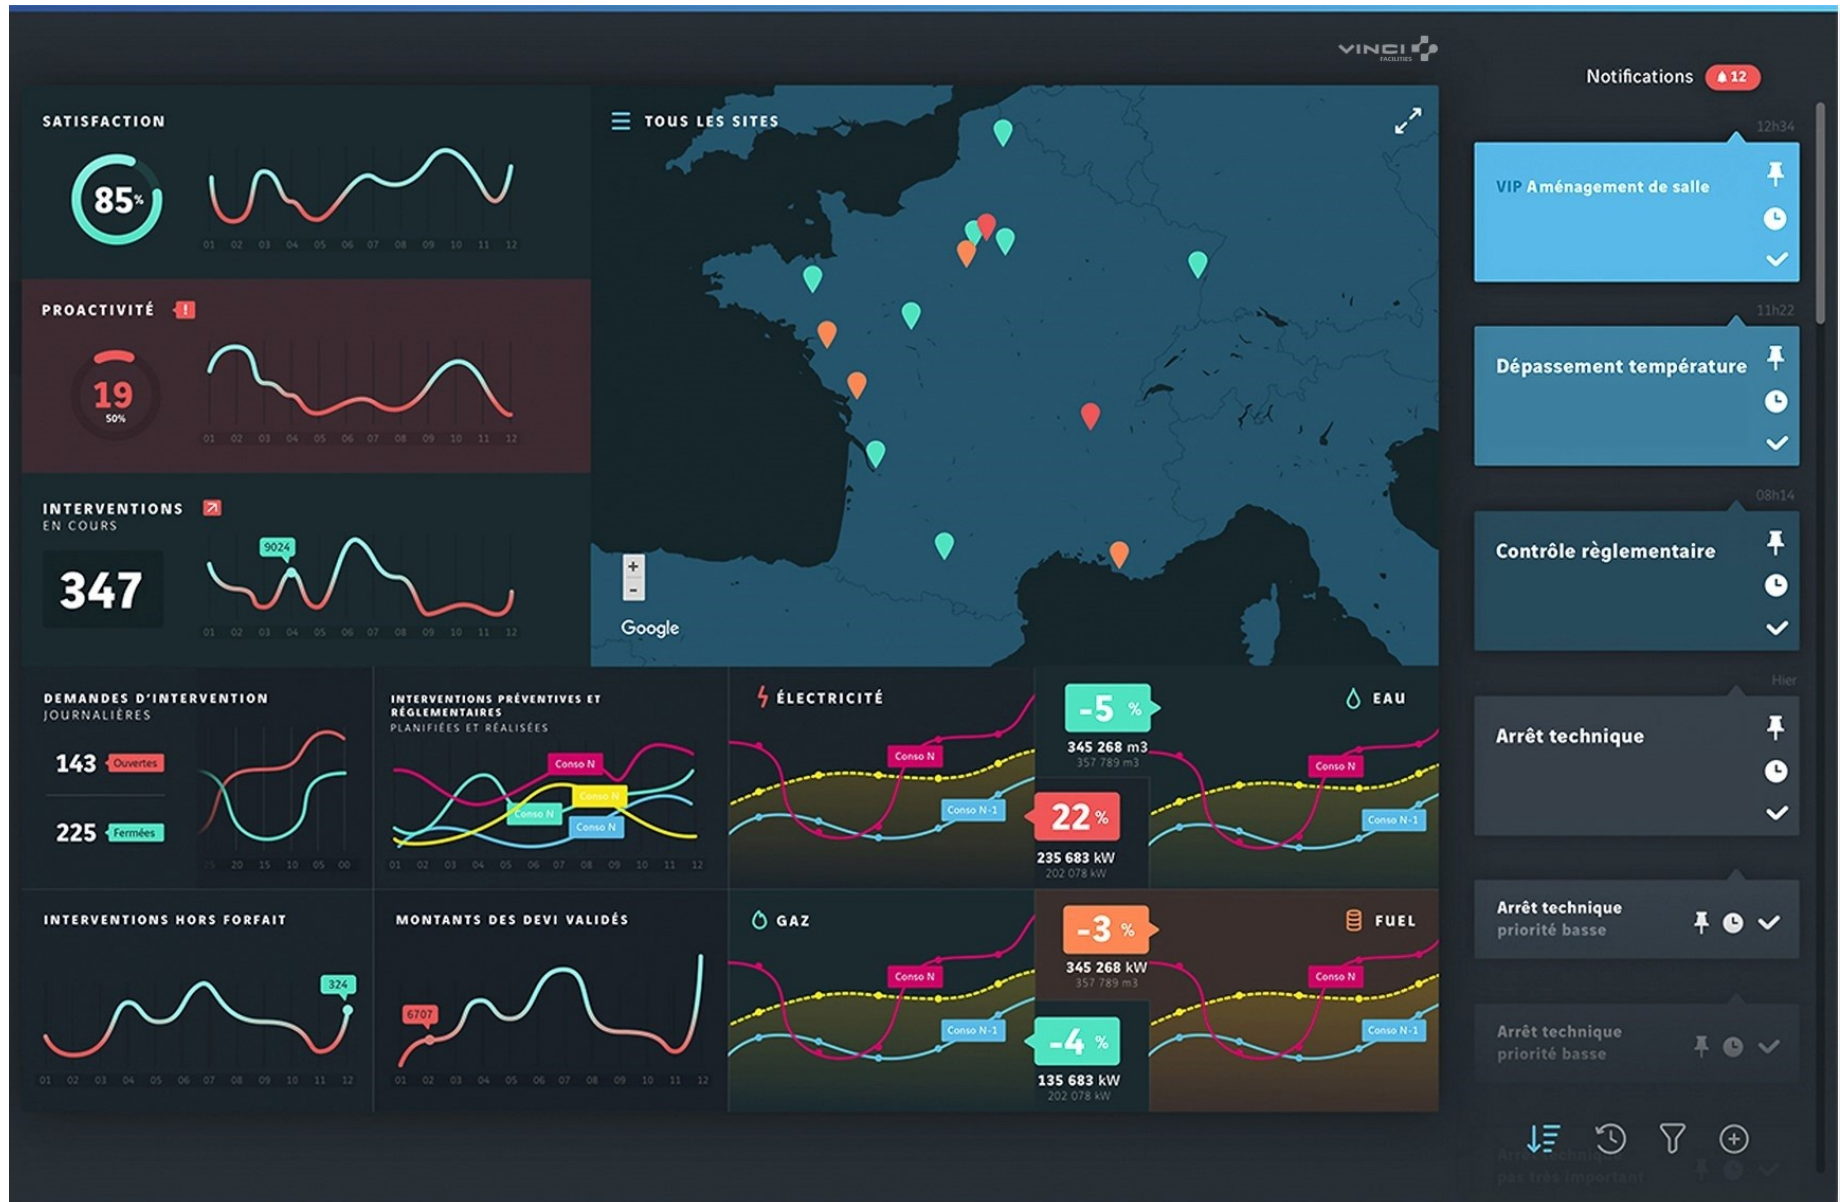 VINCI
FACILITIES
Notifications 12
SATISFACTION
85%
01 02 03 04 05 06 07 08 09 10 11 12
PROACTIVITÉ !
19
50%
01 02 03 04 05 06 07 08 09 10 11 12
INTERVENTIONS
EN COURS
347
9024
01 02 03 04 05 06 07 08 09 10 11 12
TOUS LES SITES
+
-
Google
DEMANDES D'INTERVENTION
JOURNALIÈRES
143 Ouvertes
225 Fermées
25 20 15 10 05 00
INTERVENTIONS PRÉVENTIVES ET
RÉGLEMENTAIRES
PLANIFIÉES ET RÉALISÉES
Conso N
Conso N
Conso N
Conso N
01 02 03 04 05 06 07 08 09 10 11 12
ÉLECTRICITÉ
Conso N
Conso N-1
22 %
235 683 kW
202 078 kW
-5 %
345 268 m3
357 789 m3
EAU
Conso N
Conso N-1
INTERVENTIONS HORS FORFAIT
324
01 02 03 04 05 06 07 08 09 10 11 12
MONTANTS DES DEVI VALIDÉS
6707
01 02 03 04 05 06 07 08 09 10 11 12
GAZ
Conso N
Conso N-1
-4 %
135 683 kW
202 078 kW
-3 %
345 268 kW
357 789 m3
FUEL
Conso N
Conso N-1
12h34
VIP Aménagement de salle
11h22
Dépassement température
08h14
Contrôle règlementaire
Hier
Arrêt technique
Arrêt technique
priorité basse
Arrêt technique
priorité basse
Arrêt technique
pas très important